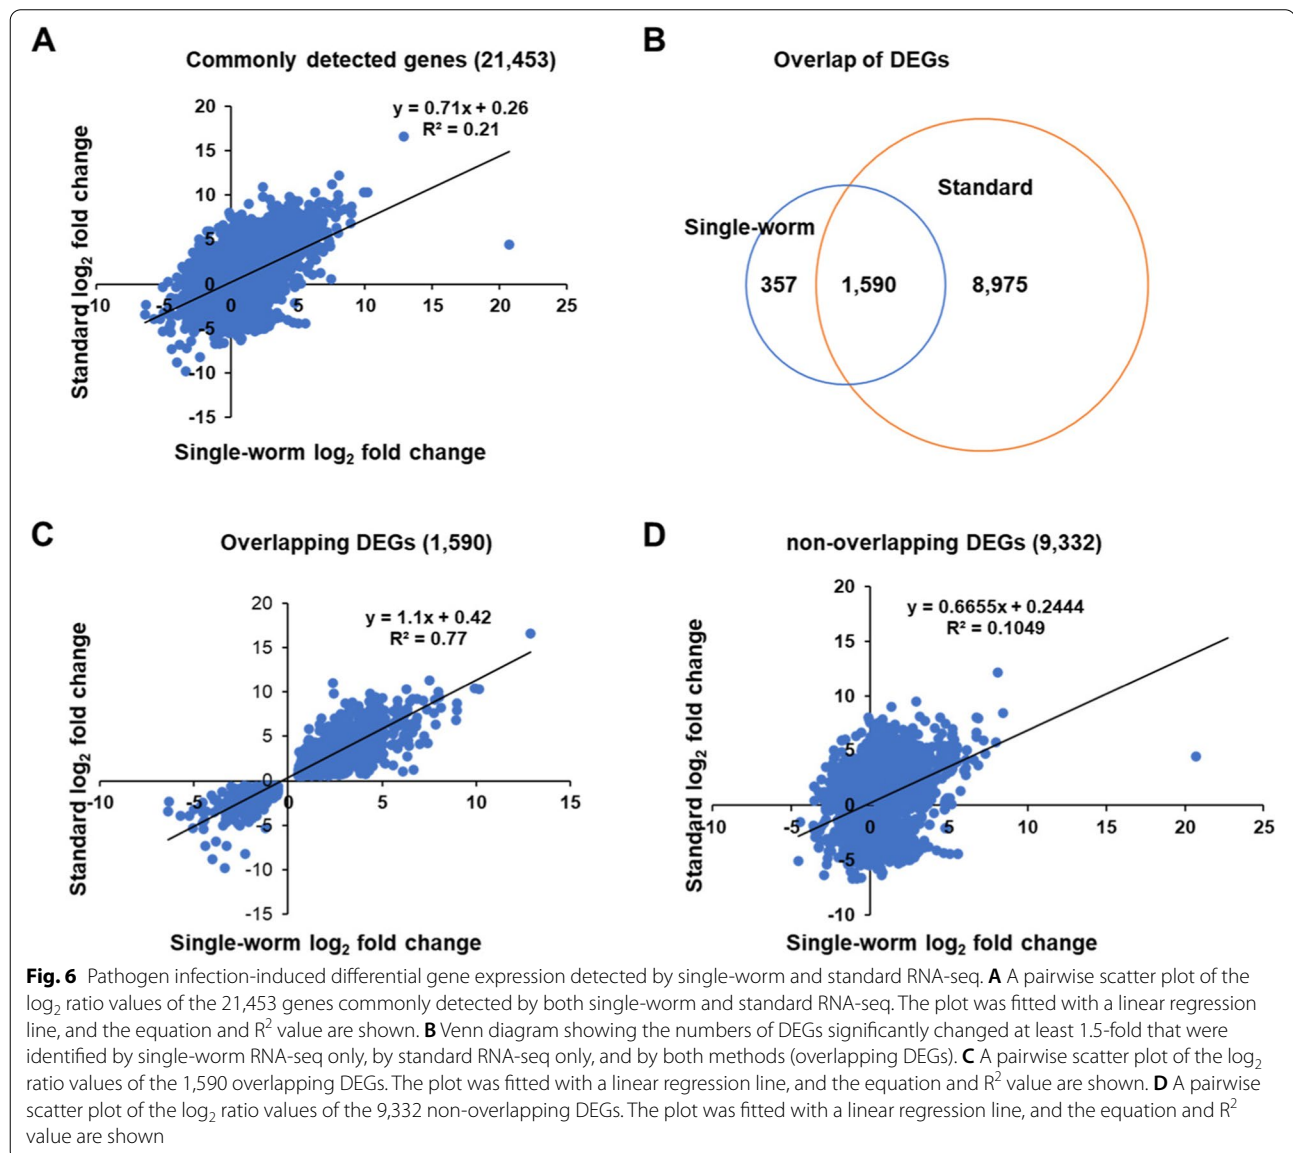 A
Commonly detected genes (21,453)
y = 0.71x + 0.26
R² = 0.21
20
15
10
5
0
-5
-10
-15
-10
-5
0
5
10
15
20
25
Standard log₂ fold change
Single-worm log₂ fold change
B
Overlap of DEGs
Standard
Single-worm
357
1,590
8,975
C
Overlapping DEGs (1,590)
y = 1.1x + 0.42
R² = 0.77
20
15
10
5
0
-5
-10
-15
-10
-5
0
5
10
15
Standard log₂ fold change
Single-worm log₂ fold change
D
non-overlapping DEGs (9,332)
y = 0.6655x + 0.2444
R² = 0.1049
20
15
10
5
0
-5
-10
-10
-5
0
5
10
15
20
25
Standard log₂ fold change
Single-worm log₂ fold change
Fig. 6 Pathogen infection-induced differential gene expression detected by single-worm and standard RNA-seq. A A pairwise scatter plot of the
log₂ ratio values of the 21,453 genes commonly detected by both single-worm and standard RNA-seq. The plot was fitted with a linear regression
line, and the equation and R² value are shown. B Venn diagram showing the numbers of DEGs significantly changed at least 1.5-fold that were
identified by single-worm RNA-seq only, by standard RNA-seq only, and by both methods (overlapping DEGs). C A pairwise scatter plot of the log₂
ratio values of the 1,590 overlapping DEGs. The plot was fitted with a linear regression line, and the equation and R² value are shown. D A pairwise
scatter plot of the log₂ ratio values of the 9,332 non-overlapping DEGs. The plot was fitted with a linear regression line, and the equation and R²
value are shown